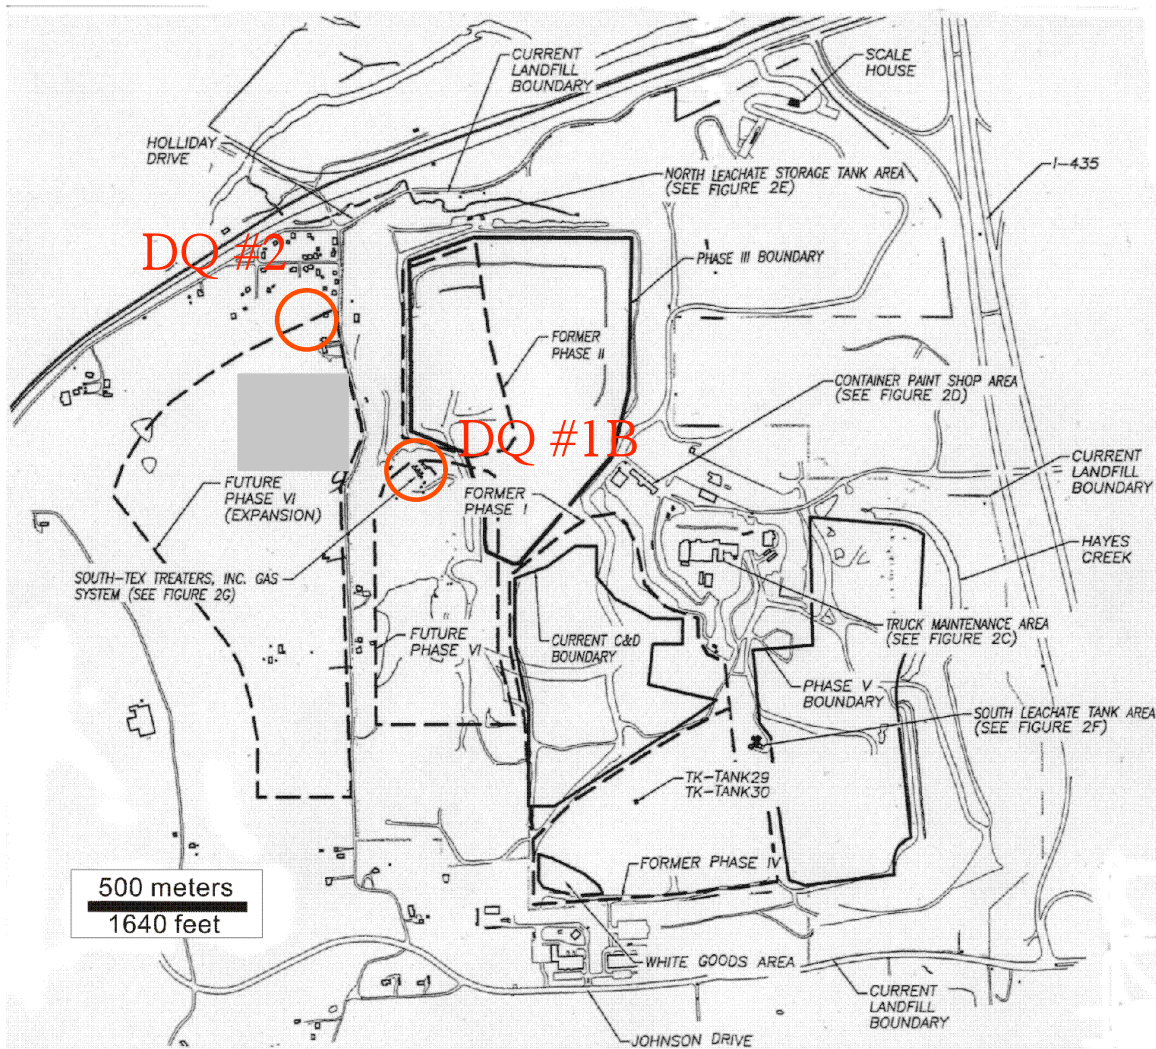 CURRENT
LANDFILL
BOUNDARY
SCALE
HOUSE
HOLLIDAY
DRIVE
NORTH LEACHATE STORAGE TANK AREA
(SEE FIGURE 2E)
I-435
DQ #2
PHASE III BOUNDARY
FORMER
PHASE II
CONTAINER PAINT SHOP AREA
(SEE FIGURE 2D)
DQ #1B
CURRENT
LANDFILL
BOUNDARY
FUTURE
PHASE VI
(EXPANSION)
FORMER
PHASE I
HAYES
CREEK
SOUTH-TEX TREATERS, INC. GAS
SYSTEM (SEE FIGURE 2G)
TRUCK MAINTENANCE AREA
(SEE FIGURE 2C)
FUTURE
PHASE VI
CURRENT C&D
BOUNDARY
PHASE V
BOUNDARY
SOUTH LEACHATE TANK AREA
(SEE FIGURE 2F)
TK-TANK29
TK-TANK30
FORMER PHASE IV
500 meters
1640 feet
WHITE GOODS AREA
CURRENT
LANDFILL
BOUNDARY
JOHNSON DRIVE